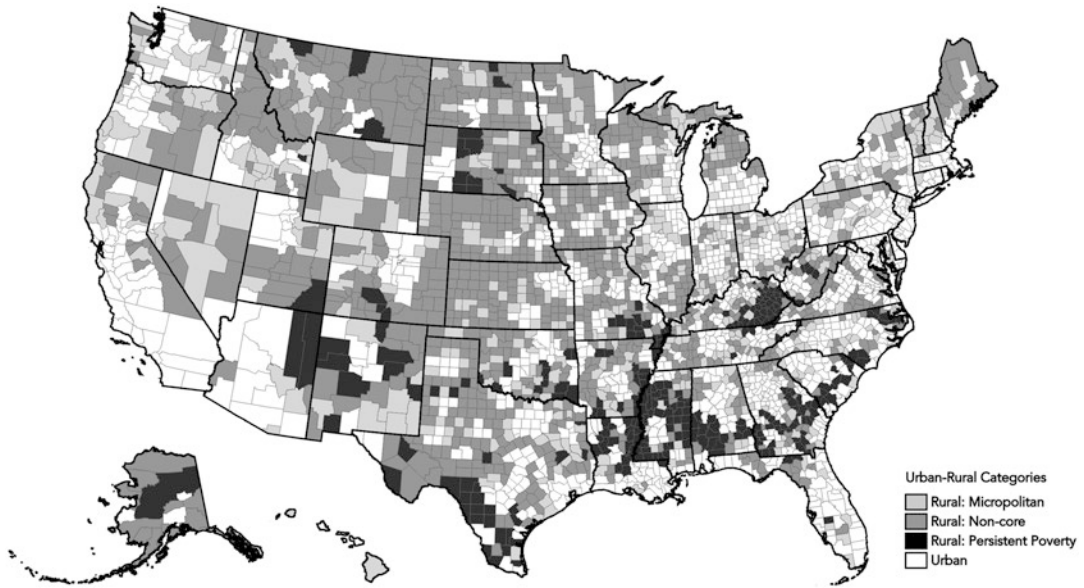 Urban-Rural Categories
Rural: Micropolitan
Rural: Non-core
Rural: Persistent Poverty
Urban